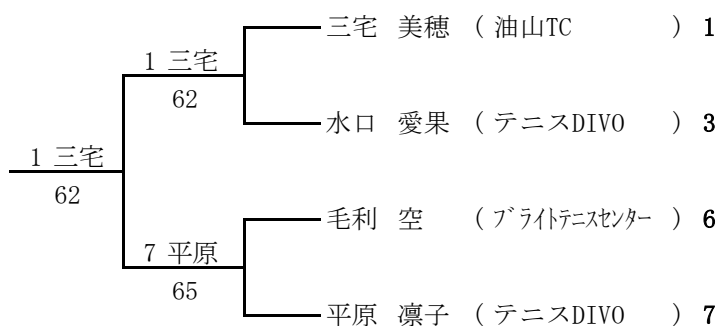 三宅 美穂 ( 油山TC ) 1
1 三宅
62
水口 愛果 ( テニスDIVO ) 3
1 三宅
62
毛利 空 ( ブライトテニスセンター ) 6
7 平原
65
平原 凛子 ( テニスDIVO ) 7